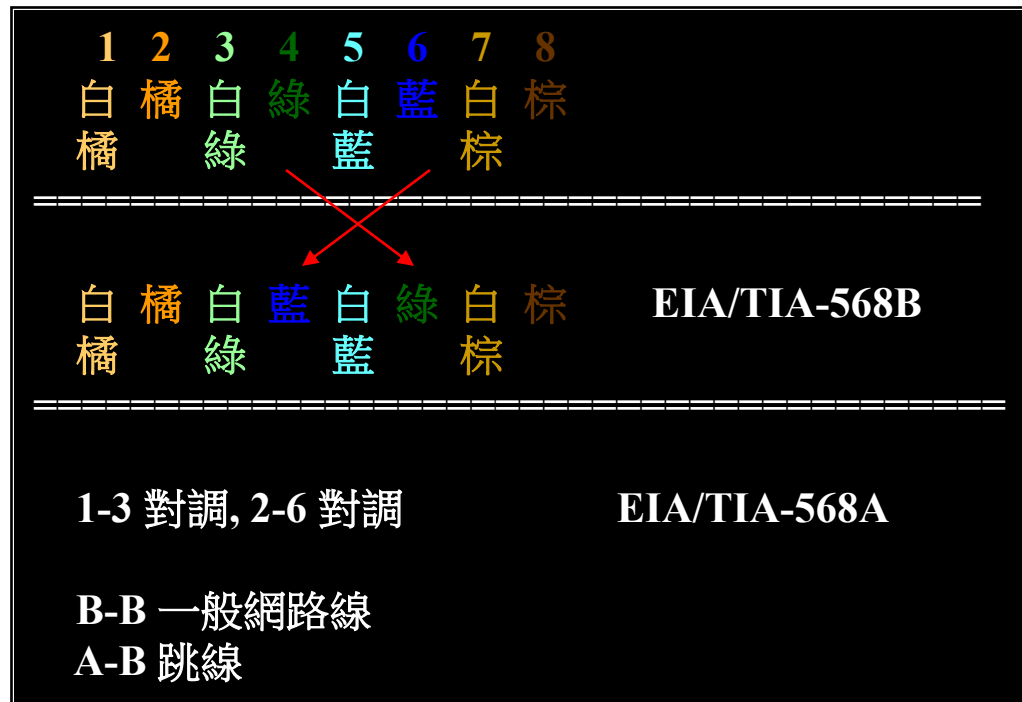 1 2 3 4 5 6 7 8
白 橘 白 綠 白 藍 白 棕
橘 綠 藍 棕
=======================================
白 橘 白 藍 白 綠 白 棕 EIA/TIA-568B
橘 綠 藍 棕
========================================
1-3 對調, 2-6 對調 EIA/TIA-568A
B-B 一般網路線
A-B 跳線